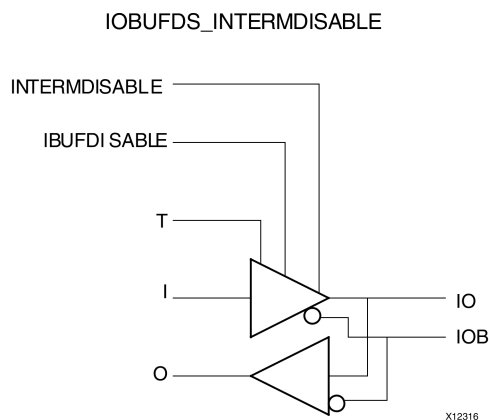 IOBUFDS_INTERMDISABLE
INTERMDISABLE
IBUFDISABLE
T
I
IO
IOB
O
X12316